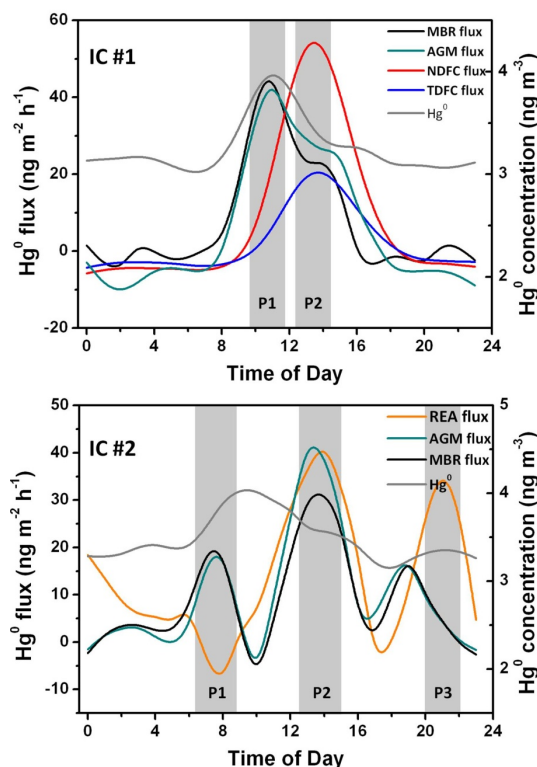 IC #1
MBR flux
AGM flux
NDFC flux
TDFC flux
Hg⁰
P1
P2
60
40
20
0
-20
Hg⁰ flux (ng m⁻² h⁻¹)
4
3
2
Hg⁰ concentration (ng m⁻³)
0 4 8 12 16 20 24
Time of Day
IC #2
REA flux
AGM flux
MBR flux
Hg⁰
P1
P2
P3
50
40
30
20
10
0
-10
Hg⁰ flux (ng m⁻² h⁻¹)
5
4
3
2
Hg⁰ concentration (ng m⁻³)
0 4 8 12 16 20 24
Time of Day